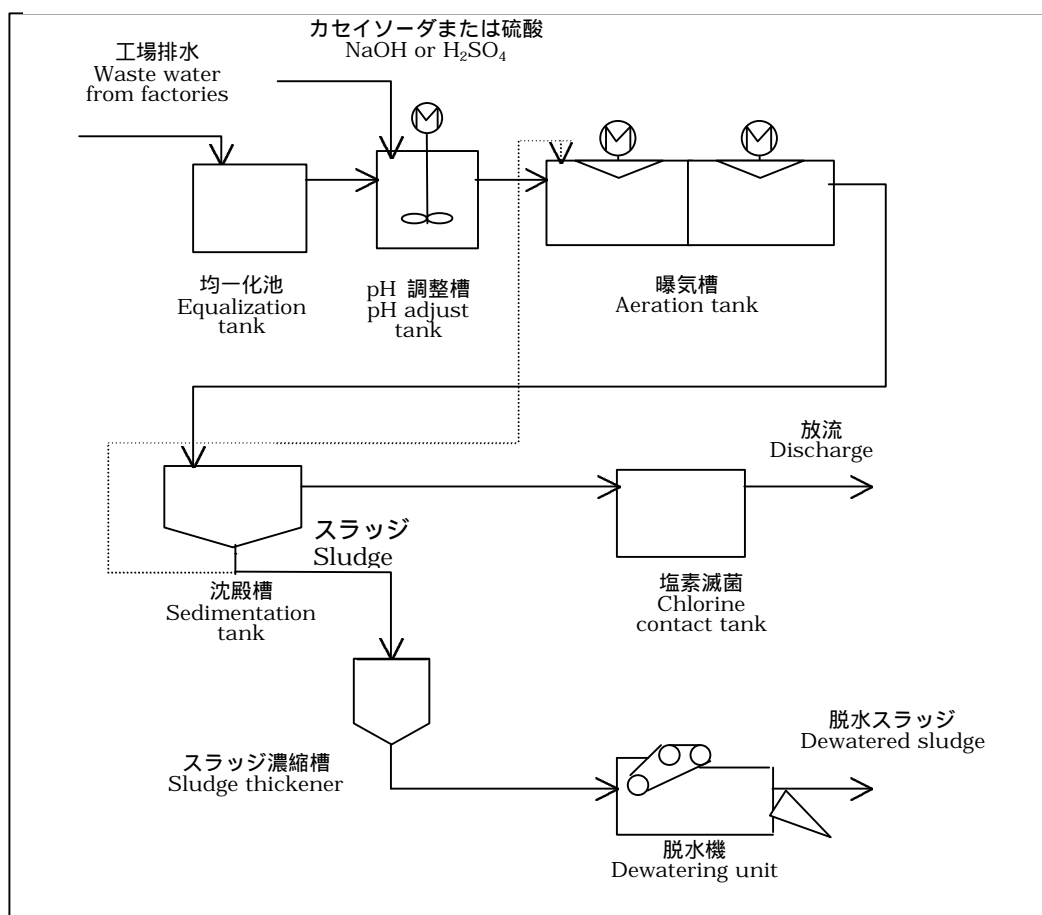 カセイソーダまたは硫酸
NaOH or H₂SO₄
工場排水
Waste water
from factories
M
M
M
均一化池
Equalization
tank
pH 調整槽
pH adjust
tank
曝気槽
Aeration tank
放流
Discharge
スラッジ
Sludge
沈殿槽
Sedimentation
tank
塩素滅菌
Chlorine
contact tank
スラッジ濃縮槽
Sludge thickener
脱水スラッジ
Dewatered sludge
脱水機
Dewatering unit